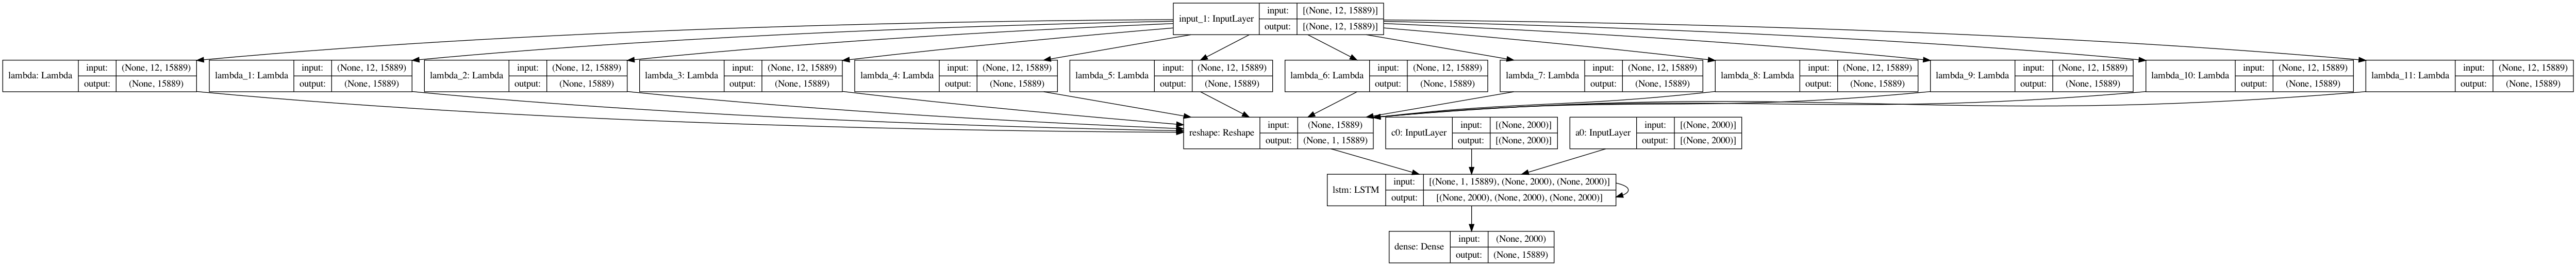 input_1: InputLayer
input: [(None, 12, 15889)]
output: [(None, 12, 15889)]
lambda: Lambda
input: (None, 12, 15889)
output: (None, 15889)
lambda_1: Lambda
input: (None, 12, 15889)
output: (None, 15889)
lambda_2: Lambda
input: (None, 12, 15889)
output: (None, 15889)
lambda_3: Lambda
input: (None, 12, 15889)
output: (None, 15889)
lambda_4: Lambda
input: (None, 12, 15889)
output: (None, 15889)
lambda_5: Lambda
input: (None, 12, 15889)
output: (None, 15889)
lambda_6: Lambda
input: (None, 12, 15889)
output: (None, 15889)
lambda_7: Lambda
input: (None, 12, 15889)
output: (None, 15889)
lambda_8: Lambda
input: (None, 12, 15889)
output: (None, 15889)
lambda_9: Lambda
input: (None, 12, 15889)
output: (None, 15889)
lambda_10: Lambda
input: (None, 12, 15889)
output: (None, 15889)
lambda_11: Lambda
input: (None, 12, 15889)
output: (None, 15889)
reshape: Reshape
input: (None, 15889)
output: (None, 1, 15889)
c0: InputLayer
input: [(None, 2000)]
output: [(None, 2000)]
a0: InputLayer
input: [(None, 2000)]
output: [(None, 2000)]
lstm: LSTM
input: [(None, 1, 15889), (None, 2000), (None, 2000)]
output: [(None, 2000), (None, 2000), (None, 2000)]
dense: Dense
input: (None, 2000)
output: (None, 15889)